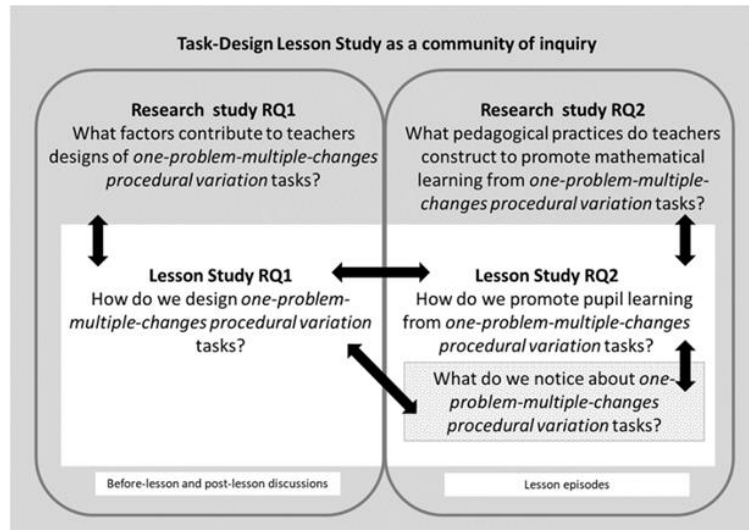 Task-Design Lesson Study as a community of inquiry
Research study RQ1
What factors contribute to teachers
designs of one-problem-multiple-changes
procedural variation tasks?
Research study RQ2
What pedagogical practices do teachers
construct to promote mathematical
learning from one-problem-multiple-
changes procedural variation tasks?
Lesson Study RQ1
How do we design one-problem-
multiple-changes procedural variation
tasks?
Lesson Study RQ2
How do we promote pupil learning
from one-problem-multiple-changes
procedural variation tasks?
What do we notice about one-
problem-multiple-changes
procedural variation tasks?
Before-lesson and post-lesson discussions
Lesson episodes